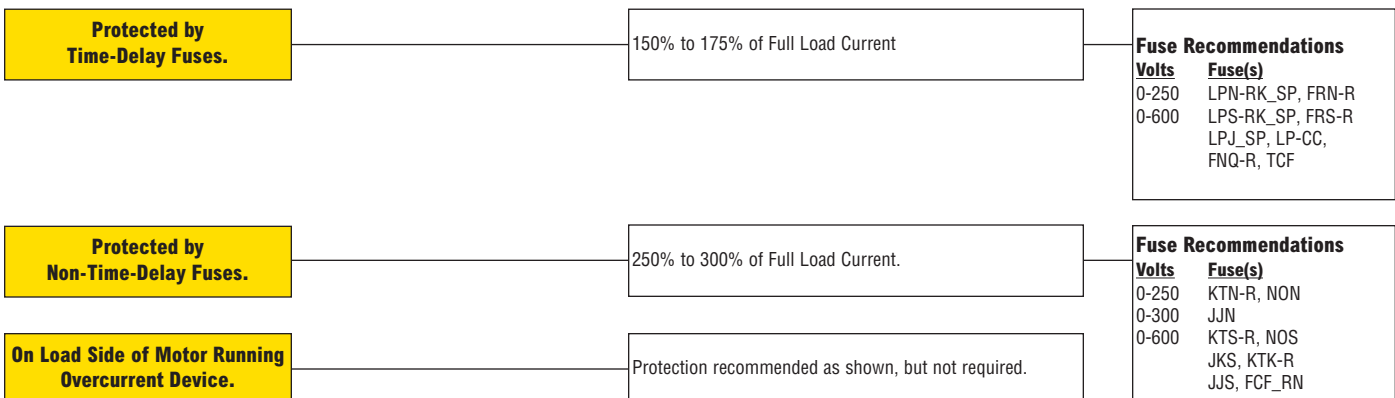 Protected by
Time-Delay Fuses.
150% to 175% of Full Load Current
Fuse Recommendations
Volts Fuse(s)
0-250 LPN-RK_SP, FRN-R
0-600 LPS-RK_SP, FRS-R
LPJ_SP, LP-CC,
FNQ-R, TCF
Protected by
Non-Time-Delay Fuses.
250% to 300% of Full Load Current.
Fuse Recommendations
Volts Fuse(s)
0-250 KTN-R, NON
0-300 JJN
0-600 KTS-R, NOS
JKS, KTK-R
JJS, FCF_RN
On Load Side of Motor Running
Overcurrent Device.
Protection recommended as shown, but not required.